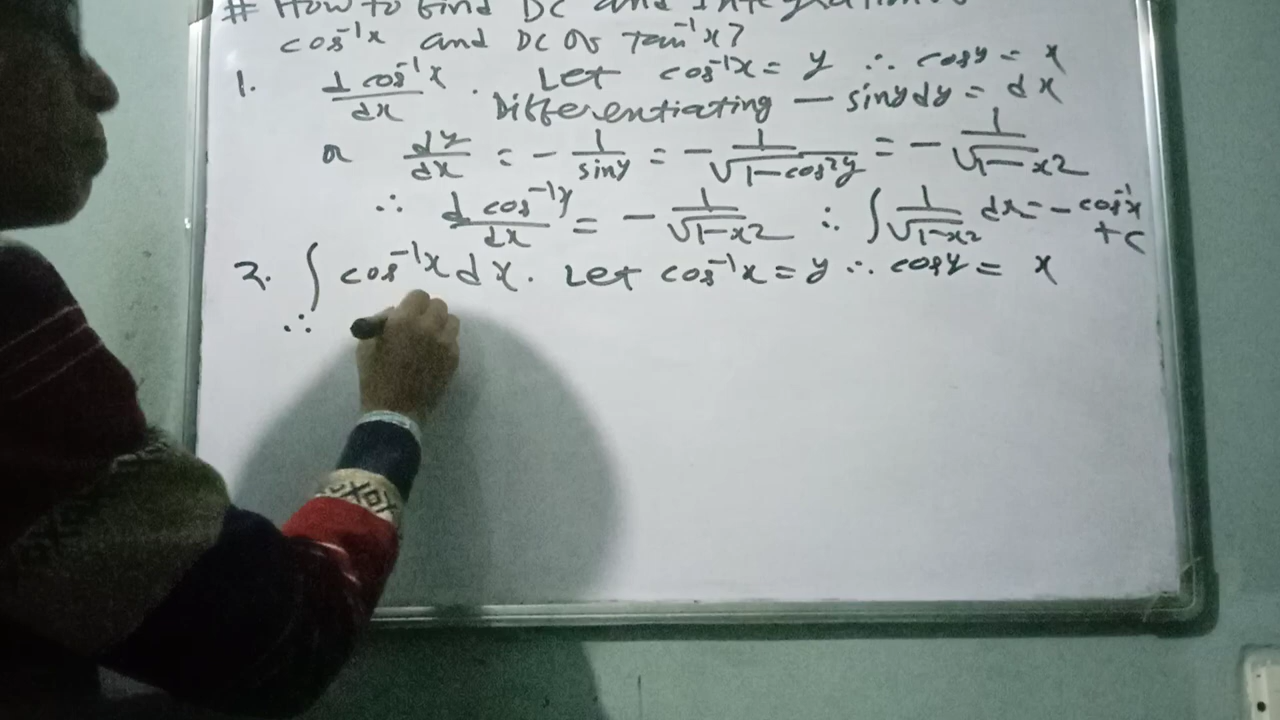 # How to find DC and Integration of
cos⁻¹x and DC of Tan⁻¹x?
1. d cos⁻¹x / dx . Let cos⁻¹x = y ∴ cosy = x
Differentiating - siny dy = dx
or dy/dx = - 1/siny = - 1/√1-cos²y = - 1/√1-x2
∴ d cos⁻¹x / dx = - 1/√1-x2 ∴ ∫ 1/√1-x2 dx = - cos⁻¹x + c
2. ∫ cos⁻¹x dx. Let cos⁻¹x = y ∴ cosy = x
∴